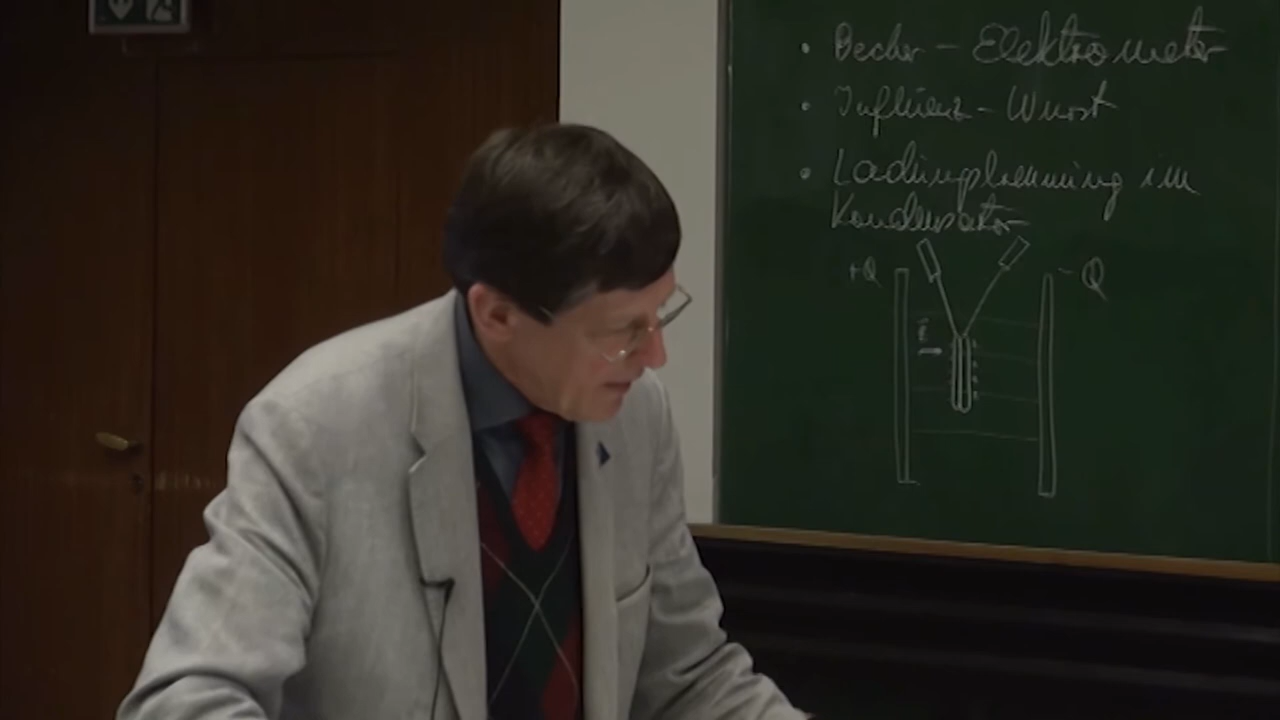 • Becher – Elektrometer
• Influenz – Wurst
• Ladungstrennung im
Kondensator
+Q
- Q
E